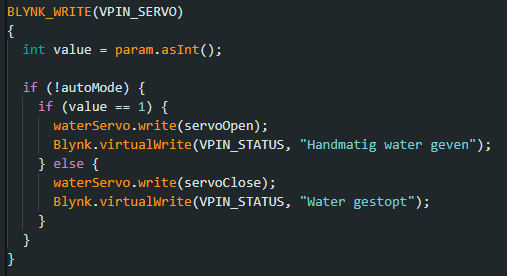 BLYNK_WRITE(VPIN_SERVO)
{
  int value = param.asInt();

  if (!autoMode) {
    if (value == 1) {
      waterServo.write(servoOpen);
      Blynk.virtualWrite(VPIN_STATUS, "Handmatig water geven");
    } else {
      waterServo.write(servoClose);
      Blynk.virtualWrite(VPIN_STATUS, "Water gestopt");
    }
  }
}